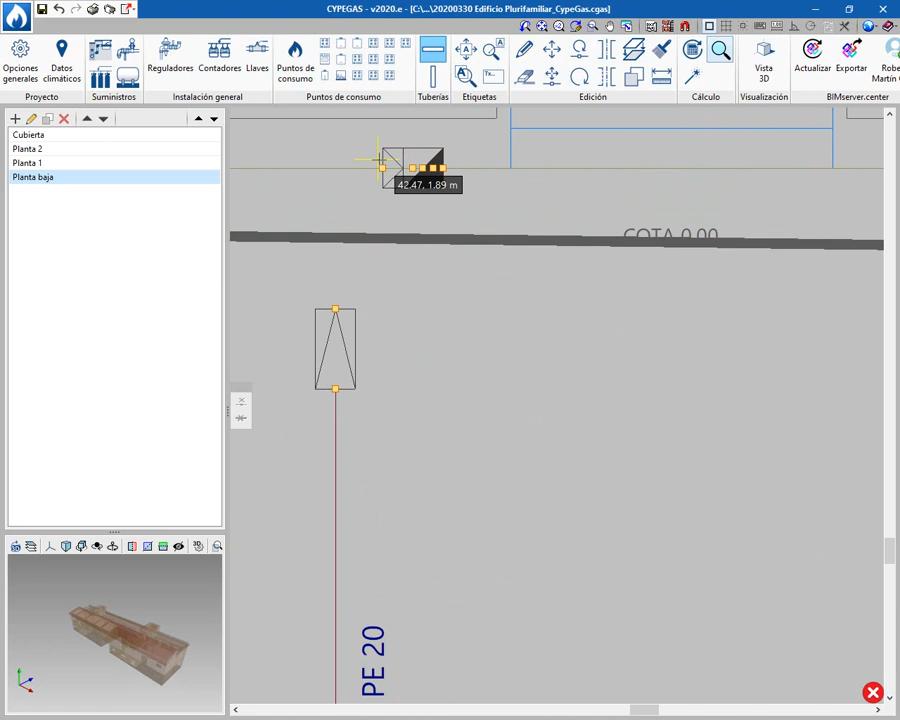 CYPEGAS - v2020.e - [C:\...\20200330 Edificio Plurifamiliar_CypeGas.cgas]
Opciones generales
Datos climáticos
Reguladores
Contadores
Llaves
Puntos de consumo
Vista 3D
Actualizar
Exportar
Robe
Martín C
Proyecto
Suministros
Instalación general
Puntos de consumo
Tuberías
Etiquetas
Edición
Cálculo
Visualización
BIMserver.center
Cubierta
Planta 2
Planta 1
Planta baja
42.47, 1.89 m
COTA 0.00
PE 20